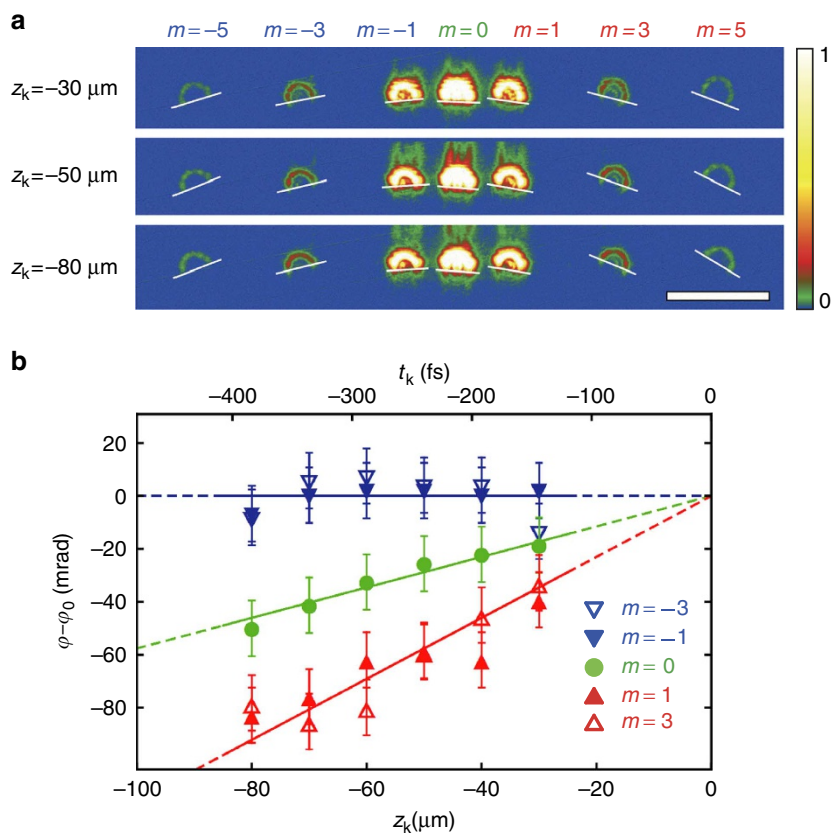 a
m=−5 m=−3 m=−1 m=0 m=1 m=3 m=5
z_k=−30 μm
z_k=−50 μm
z_k=−80 μm
1
0
b
t_k (fs)
−400 −300 −200 −100 0
20
0
−20
−40
−60
−80
φ−φ_0 (mrad)
m=−3
m=−1
m=0
m=1
m=3
−100 −80 −60 −40 −20 0
z_k(μm)